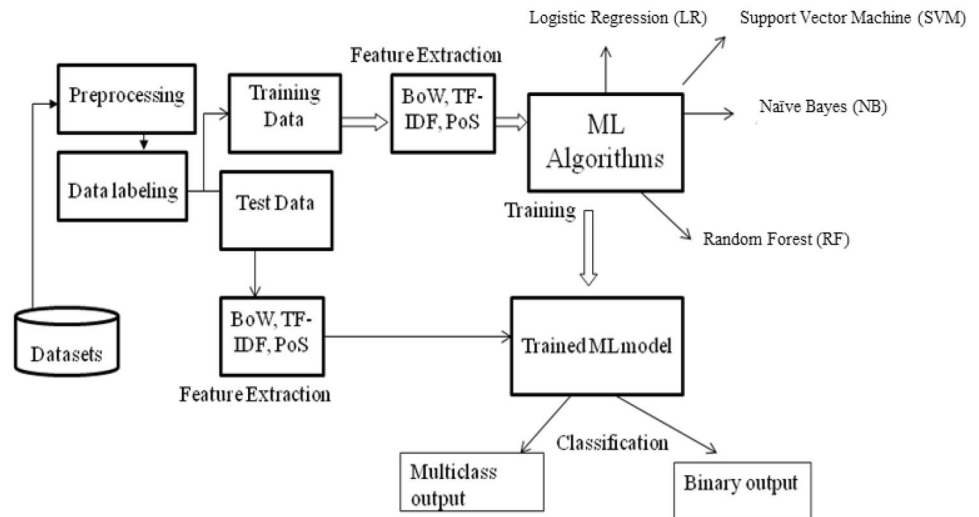 Logistic Regression (LR)
Support Vector Machine (SVM)
Feature Extraction
Preprocessing
Training
Data
BoW, TF-
IDF, PoS
ML
Algorithms
Naïve Bayes (NB)
Data labeling
Test Data
Training
Random Forest (RF)
Datasets
BoW, TF-
IDF, PoS
Trained ML model
Feature Extraction
Classification
Multiclass
output
Binary output